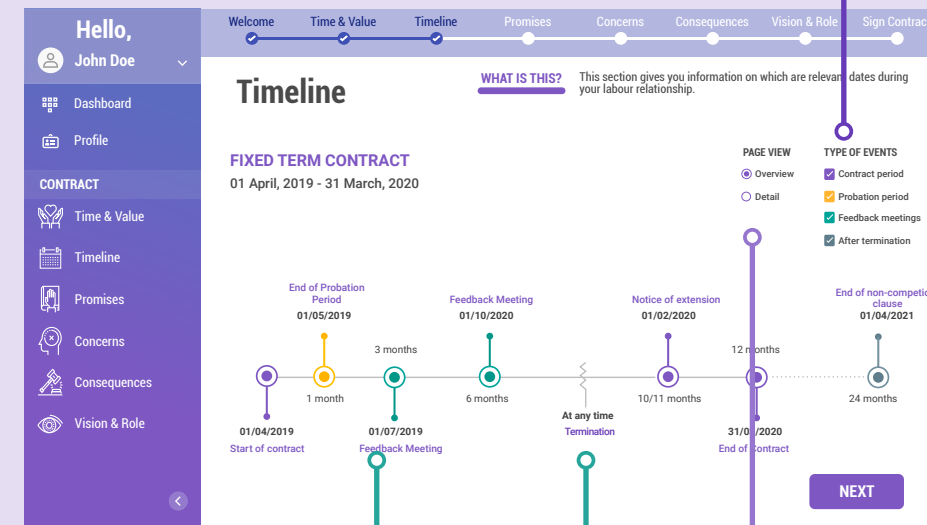 Hello,
John Doe
Dashboard
Profile
CONTRACT
Time & Value
Timeline
Promises
Concerns
Consequences
Vision & Role
Welcome
Time & Value
Timeline
Promises
Concerns
Consequences
Vision & Role
Sign Contrac
Timeline
WHAT IS THIS?
This section gives you information on which are relevant dates during
your labour relationship.
FIXED TERM CONTRACT
01 April, 2019 - 31 March, 2020
PAGE VIEW
Overview
Detail
TYPE OF EVENTS
Contract period
Probation period
Feedback meetings
After termination
End of Probation
Period
01/05/2019
Feedback Meeting
01/10/2020
Notice of extension
01/02/2020
End of non-competic
clause
01/04/2021
3 months
12 months
1 month
6 months
10/11 months
24 months
01/04/2019
Start of contract
01/07/2019
Feedback Meeting
At any time
Termination
/2020
End of Contract
NEXT